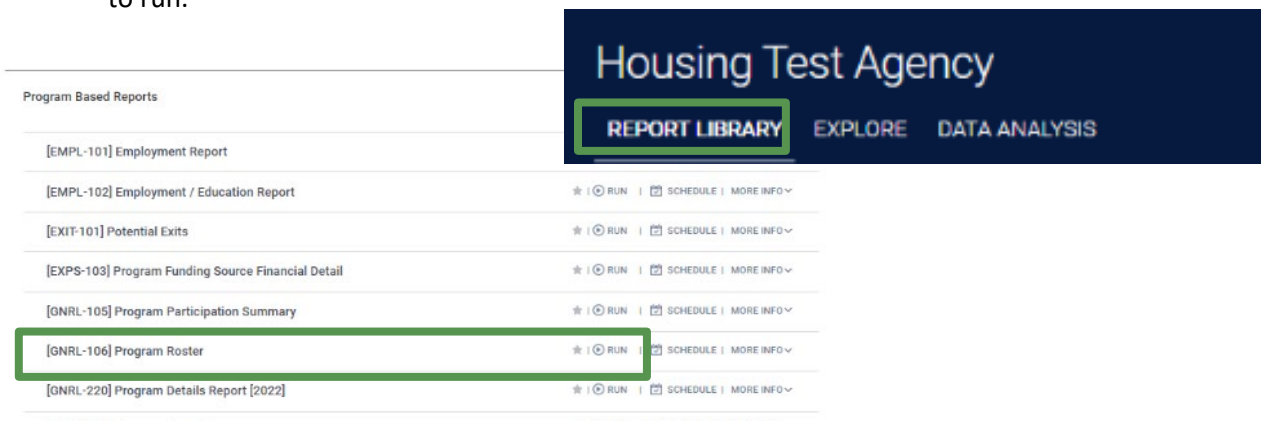 to run.
Housing Test Agency
REPORT LIBRARY EXPLORE DATA ANALYSIS
Program Based Reports
[EMPL-101] Employment Report
[EMPL-102] Employment / Education Report RUN | SCHEDULE | MORE INFO
[EXIT-101] Potential Exits RUN | SCHEDULE | MORE INFO
[EXPS-103] Program Funding Source Financial Detail RUN | SCHEDULE | MORE INFO
[GNRL-105] Program Participation Summary RUN | SCHEDULE | MORE INFO
[GNRL-106] Program Roster RUN | SCHEDULE | MORE INFO
[GNRL-220] Program Details Report [2022] RUN | SCHEDULE | MORE INFO